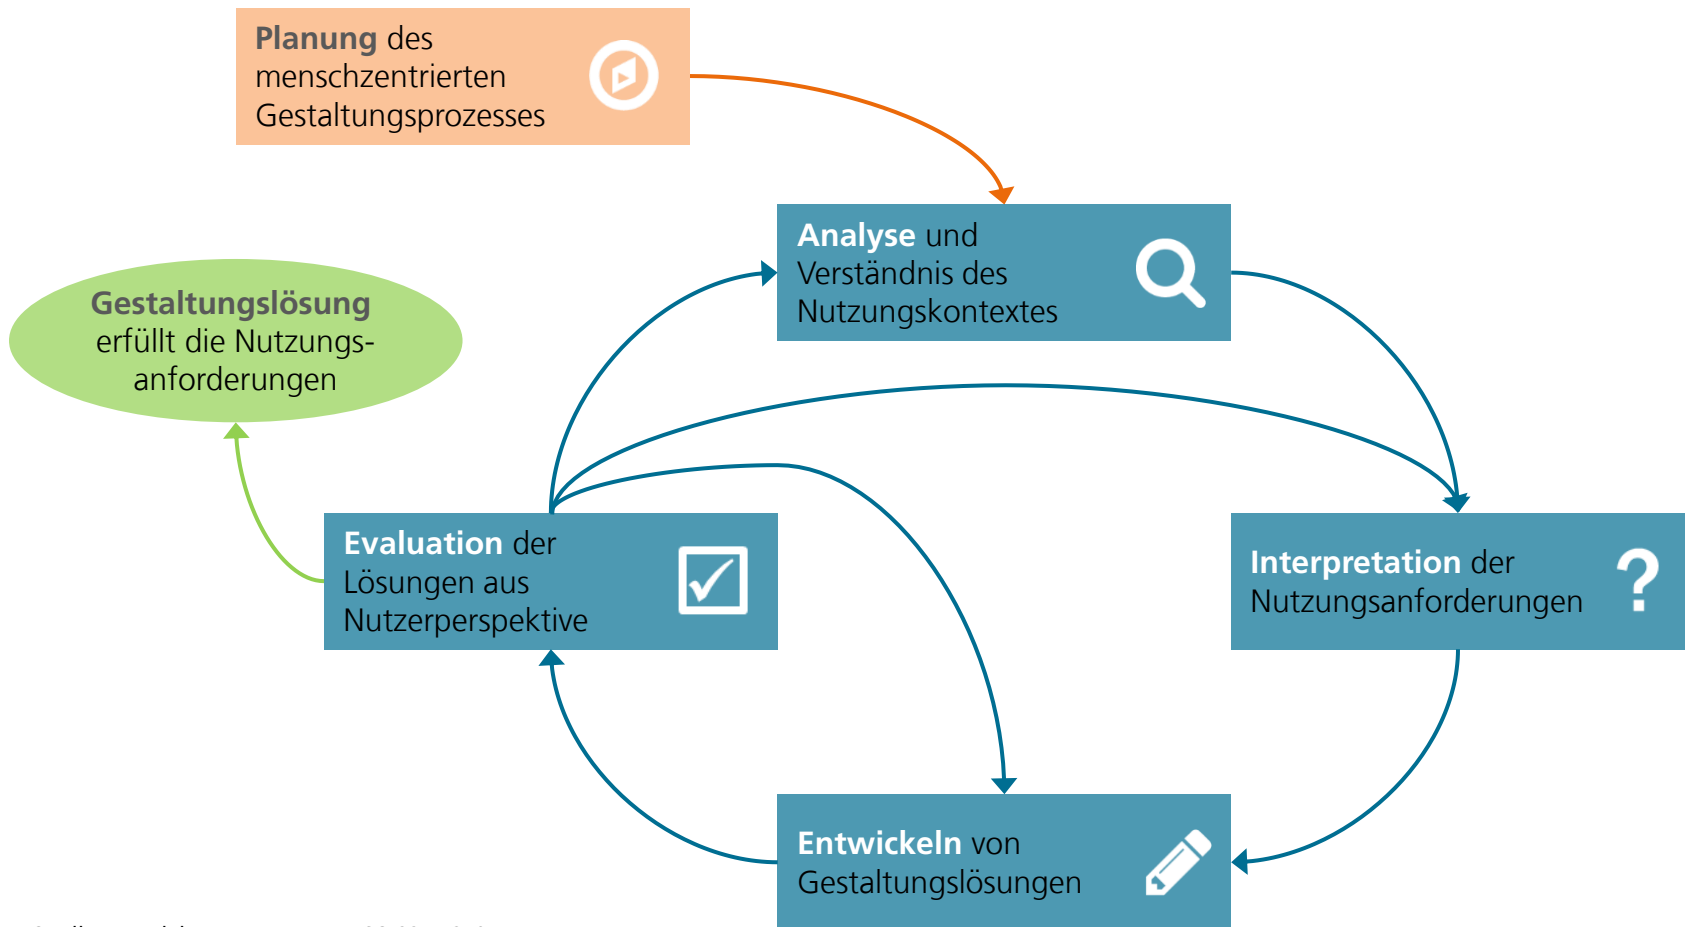 Planung des
menschzentrierten
Gestaltungsprozesses
Analyse und
Verständnis des
Nutzungskontextes
Gestaltungslösung
erfüllt die Nutzungs-
anforderungen
Evaluation der
Lösungen aus
Nutzerperspektive
Interpretation der
Nutzungsanforderungen
?
Entwickeln von
Gestaltungslösungen